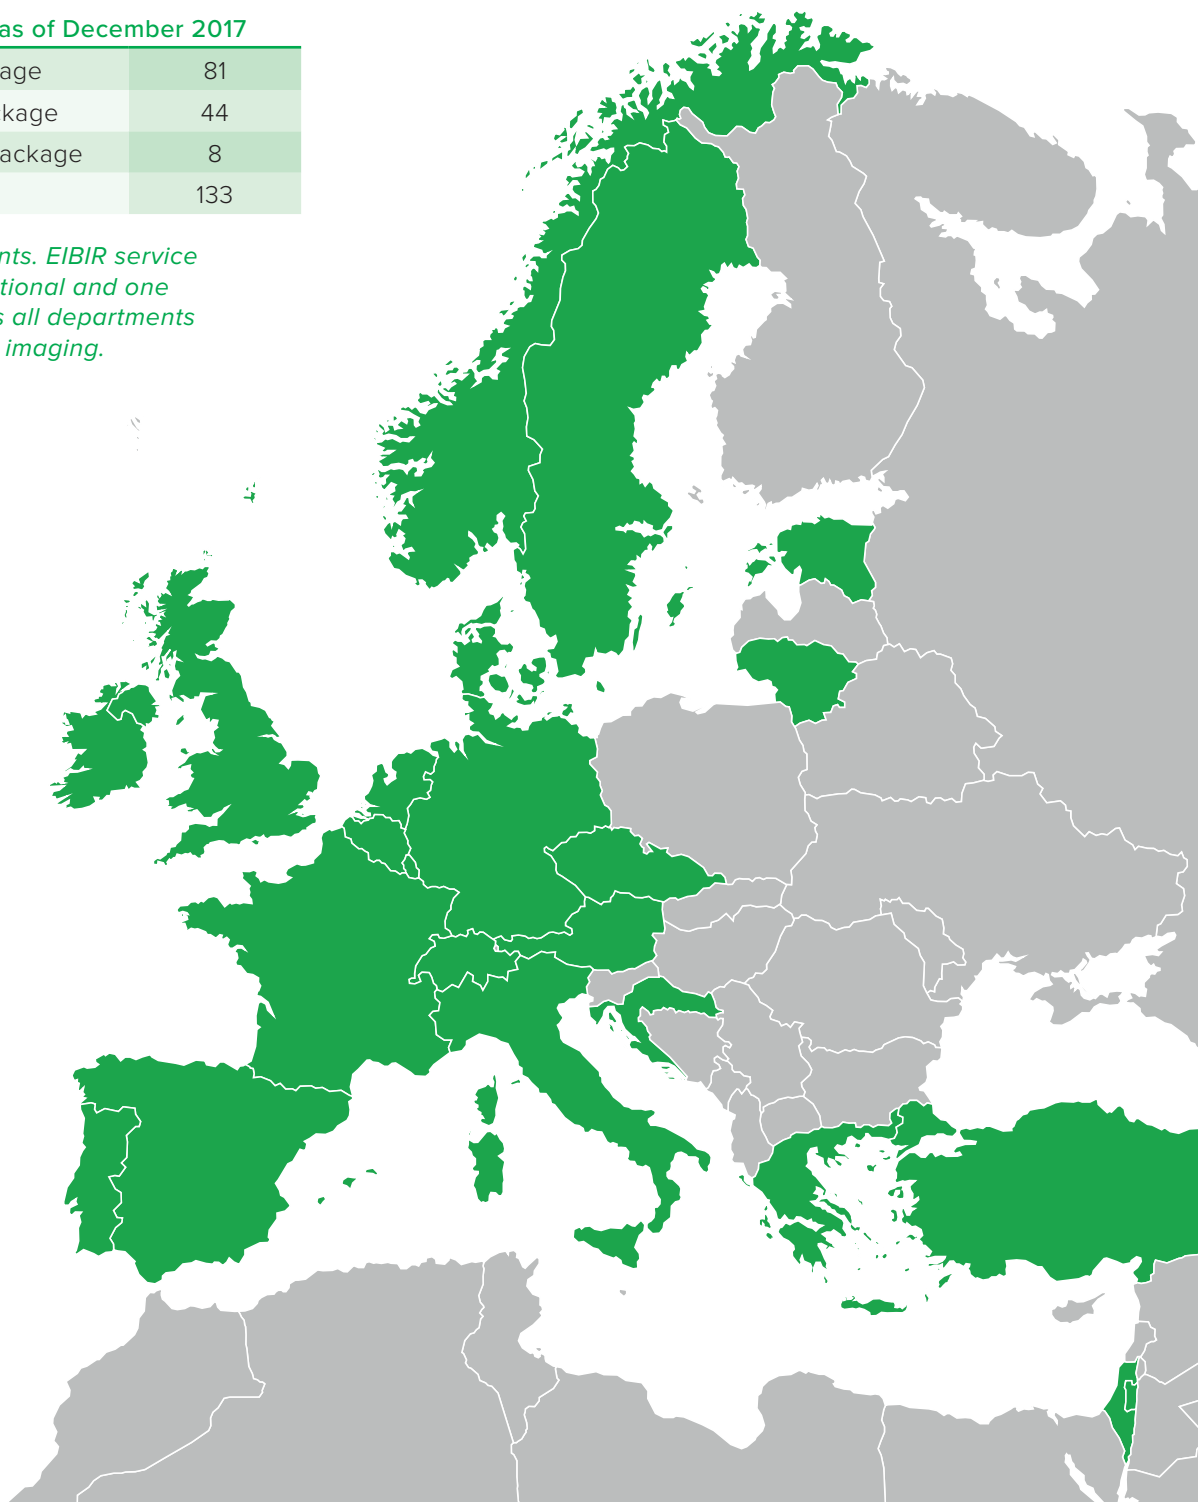 as of December 2017
age 81
kage 44
ackage 8
133
nts. EIBIR service
tional and one
s all departments
imaging.